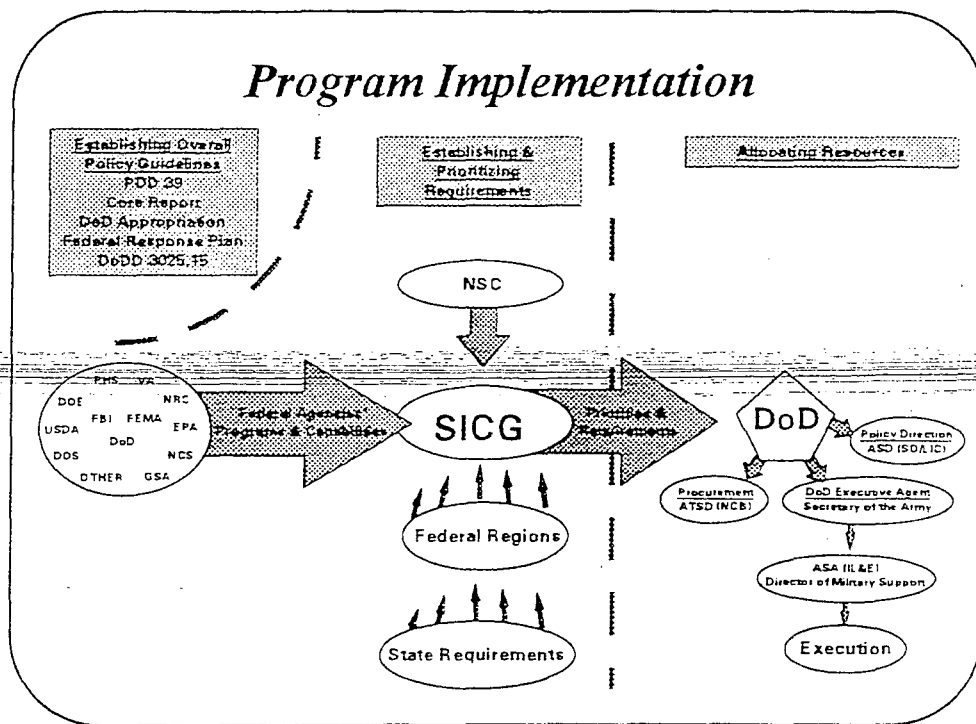 Program Implementation
Establishing Overall
Policy Guidelines
PDD 39
Core Report
DoD Appropriation
Federal Response Plan
DoDD 3025.15
Establishing &
Prioritizing
Requirements
Allocating Resources
NSC
PHS VA
DOE NRC
FBI FEMA
USDA EPA
DoD
DOS NCS
OTHER GSA
"Federal Agencies'
Programs & Capabilities
SICG
Priorities &
Requirements
DoD
Policy Direction
ASD (SO/LIC)
Procurement
ATSD (NCB)
DoD Executive Agent
Secretary of the Army
Federal Regions
ASA (IL&E)
Director of Military Support
State Requirements
Execution